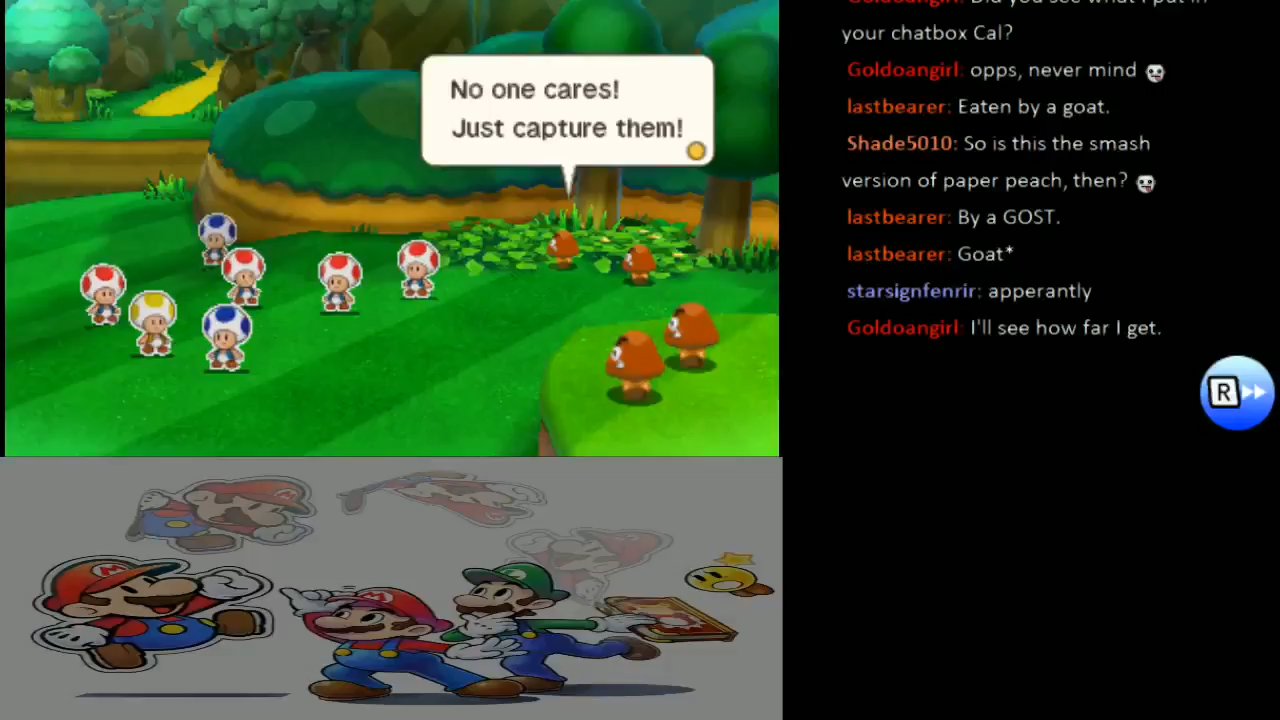 No one cares!
Just capture them!
your chatbox Cal?
Goldoangirl: opps, never mind
lastbearer: Eaten by a goat.
Shade5010: So is this the smash
version of paper peach, then?
lastbearer: By a GOST.
lastbearer: Goat*
starsignfenrir: apperantly
Goldoangirl: I'll see how far I get.
R